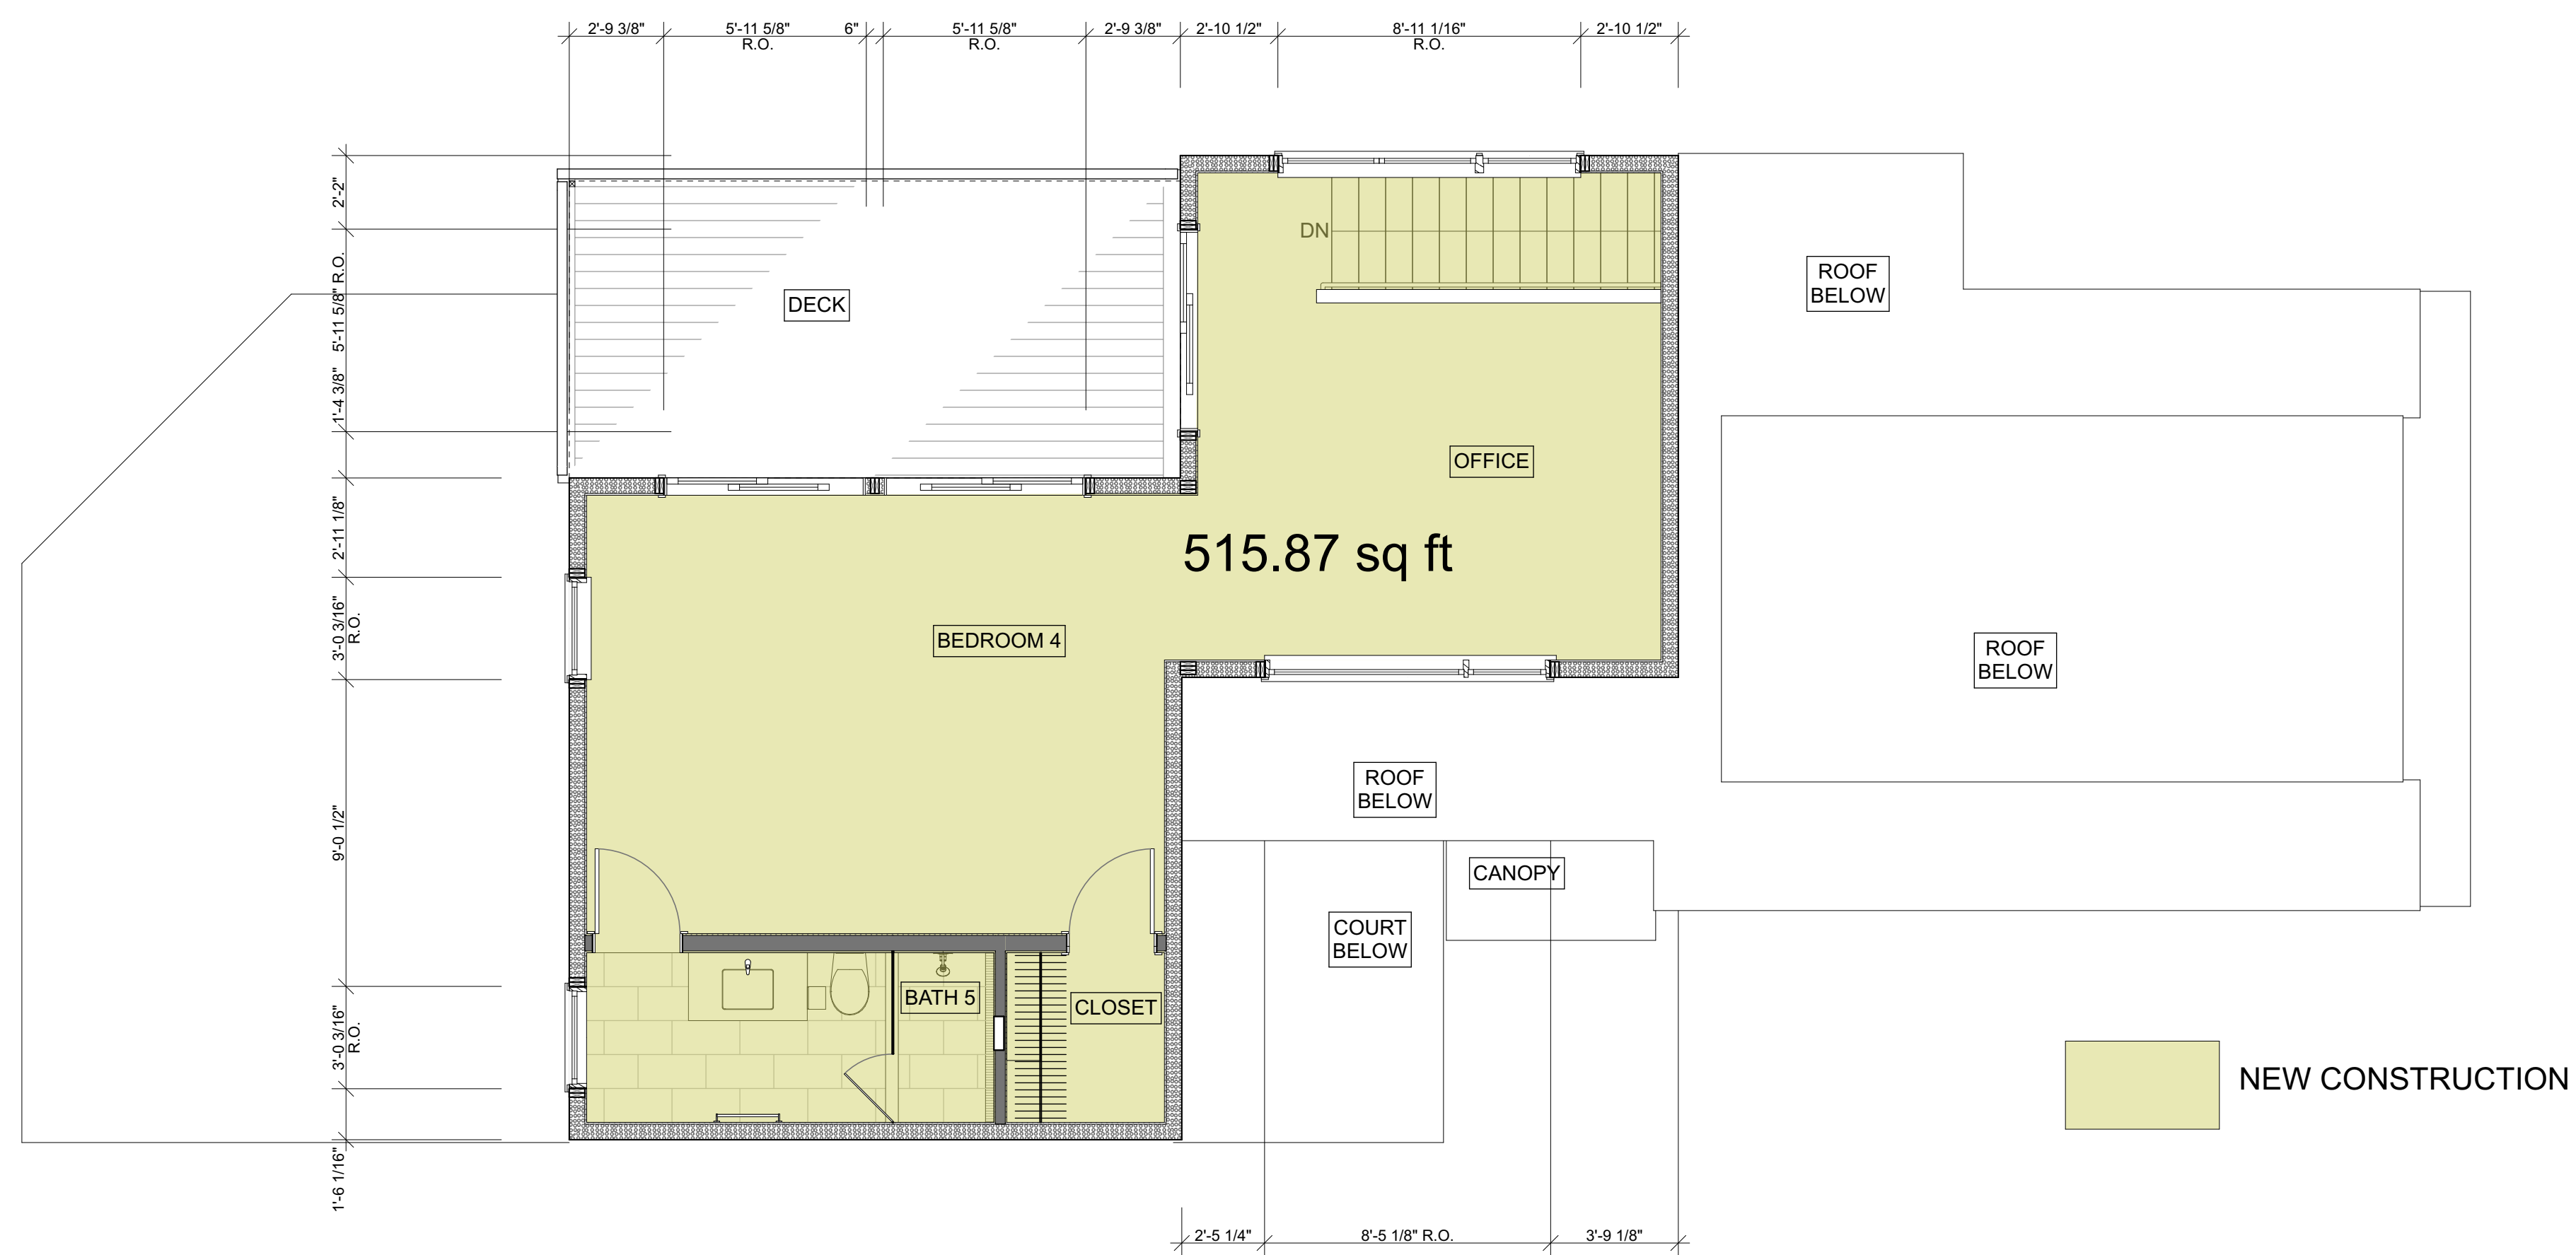 2'-9 3/8"
5'-11 5/8"
R.O.
6"
5'-11 5/8"
R.O.
2'-9 3/8"
2'-10 1/2"
8'-11 1/16"
R.O.
2'-10 1/2"
2'-2"
5'-11 5/8" R.O.
1'-4 3/8"
2'-11 1/8"
3'-0 3/16"
R.O.
9'-0 1/2"
3'-0 3/16"
R.O.
1'-6 1/16"
DECK
DN
OFFICE
515.87 sq ft
BEDROOM 4
BATH 5
CLOSET
ROOF
BELOW
ROOF
BELOW
ROOF
BELOW
CANOPY
COURT
BELOW
NEW CONSTRUCTION
2'-5 1/4"
8'-5 1/8" R.O.
3'-9 1/8"